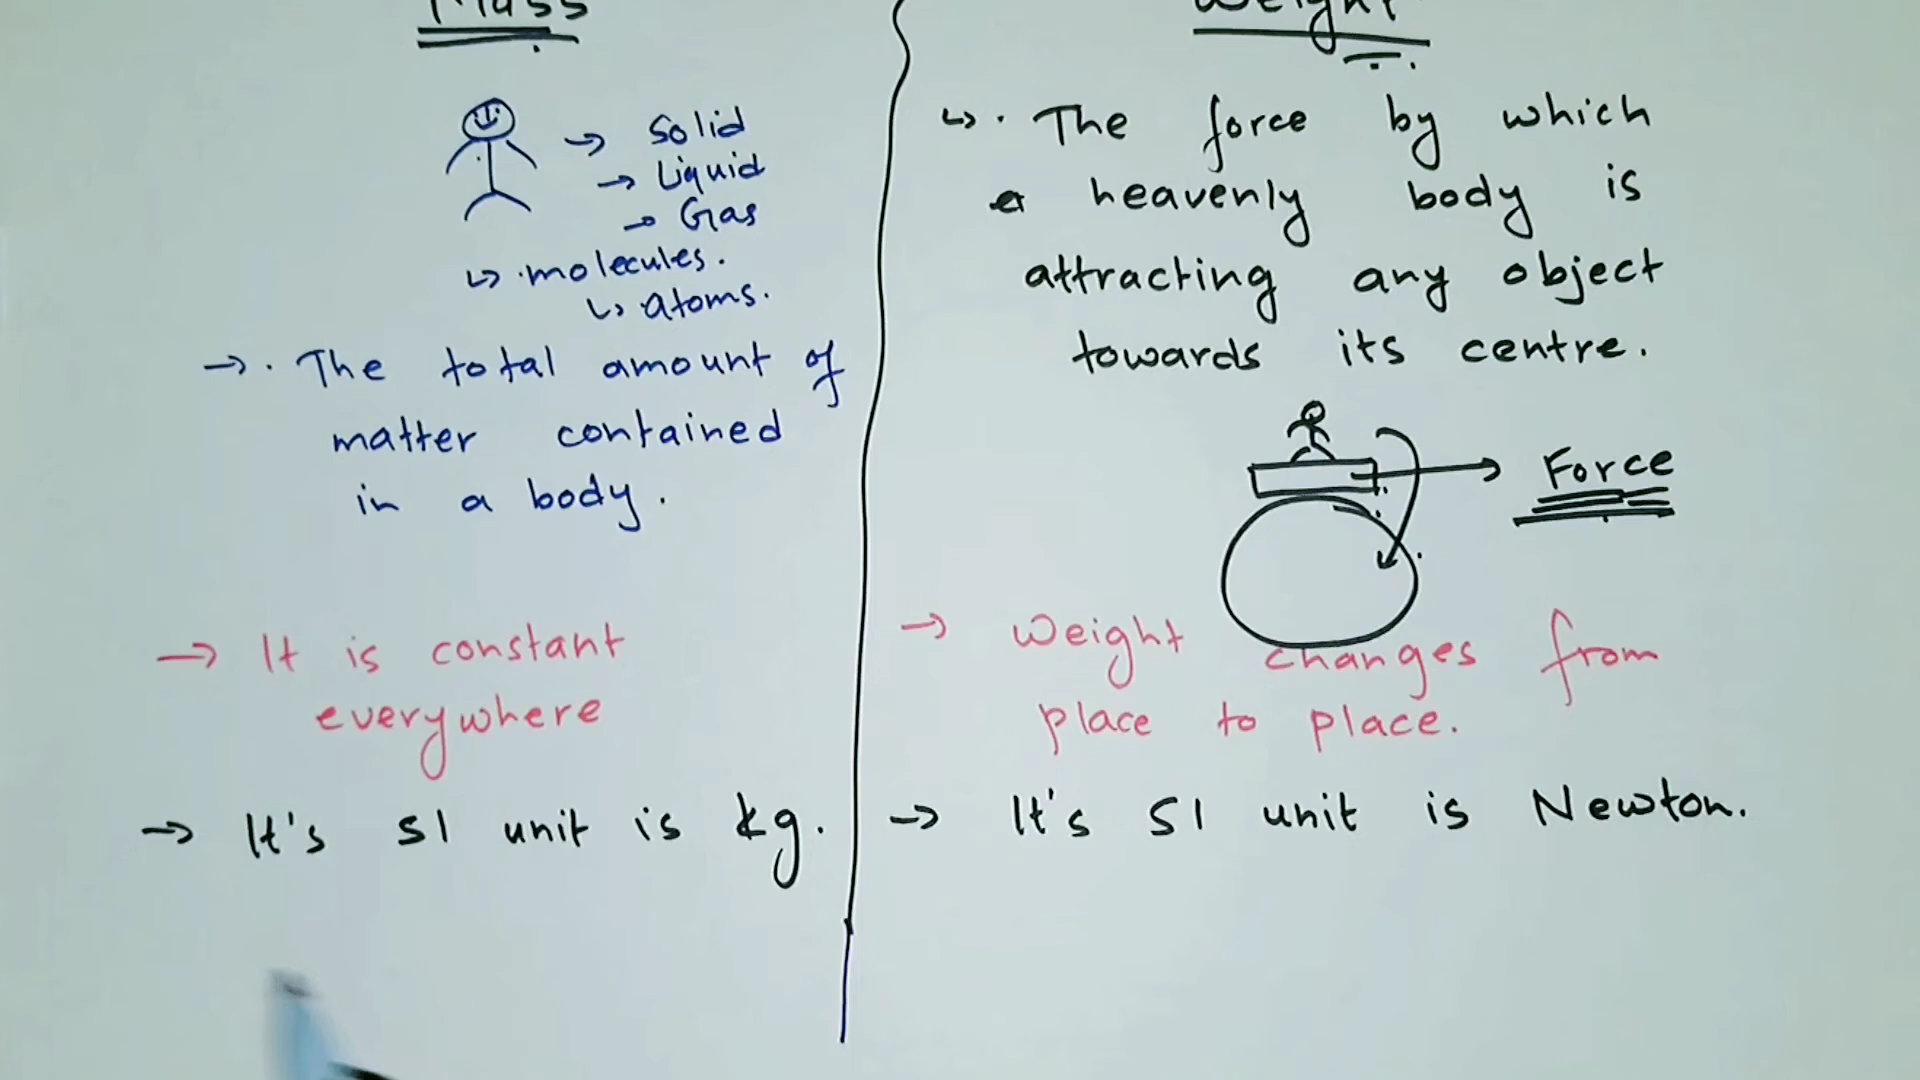 Mass
→ Solid
→ Liquid
→ Gas
↳ molecules.
↳ atoms.
→ . The total amount of
matter contained
in a body.
→ It is constant
everywhere
→ It's SI unit is kg.
Weight
↳ . The force by which
a heavenly body is
attracting any object
towards its centre.
Force
→ Weight changes from
place to place.
→ It's SI unit is Newton.